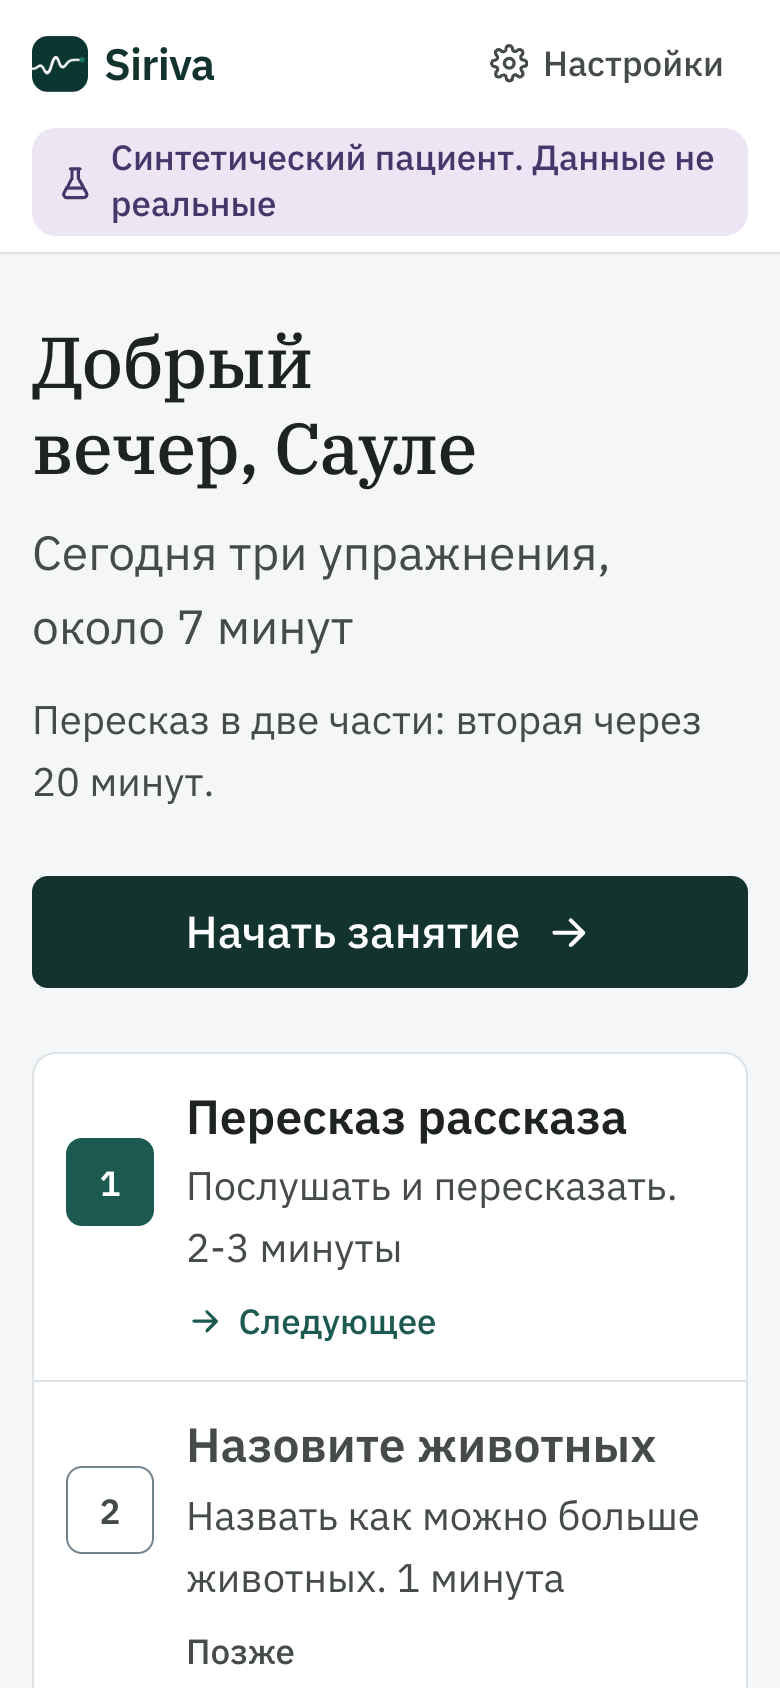 Siriva
Настройки
Синтетический пациент. Данные не
реальные
Добрый
вечер, Сауле
Сегодня три упражнения,
около 7 минут
Пересказ в две части: вторая через
20 минут.
Начать занятие →
1
Пересказ рассказа
Послушать и пересказать.
2-3 минуты
→ Следующее
2
Назовите животных
Назвать как можно больше
животных. 1 минута
Позже